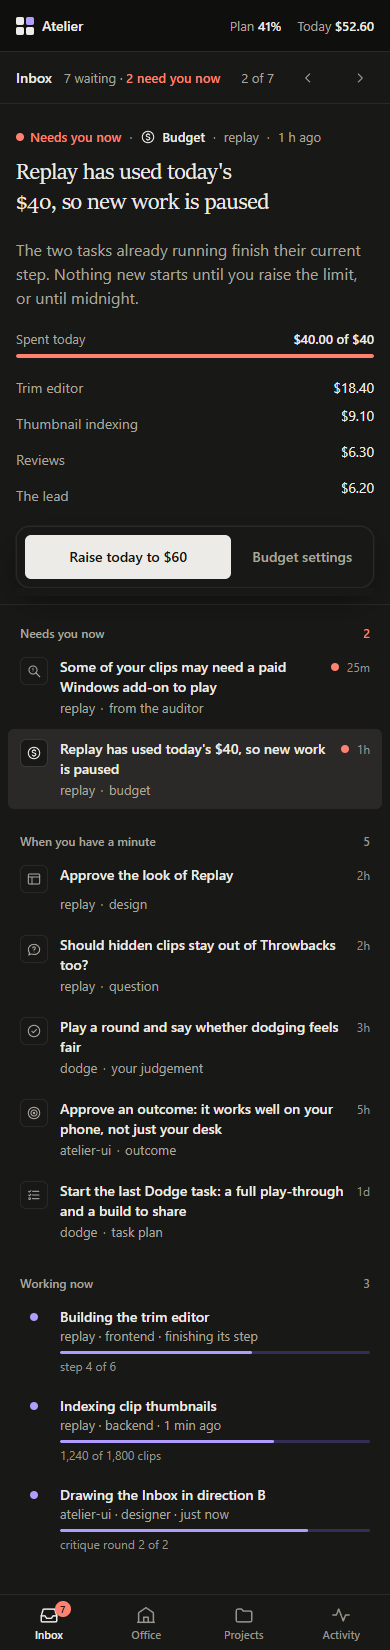 Atelier
Plan 41% Today $52.60
Inbox 7 waiting · 2 need you now 2 of 7
Needs you now · Budget · replay · 1 h ago
Replay has used today's
$40, so new work is paused
The two tasks already running finish their current
step. Nothing new starts until you raise the limit,
or until midnight.
Spent today $40.00 of $40
Trim editor $18.40
Thumbnail indexing $9.10
Reviews $6.30
The lead $6.20
Raise today to $60 Budget settings
Needs you now 2
Some of your clips may need a paid 25m
Windows add-on to play
replay · from the auditor
Replay has used today's $40, so new work 1h
is paused
replay · budget
When you have a minute 5
Approve the look of Replay 2h
replay · design
Should hidden clips stay out of Throwbacks 2h
too?
replay · question
Play a round and say whether dodging feels 3h
fair
dodge · your judgement
Approve an outcome: it works well on your 5h
phone, not just your desk
atelier-ui · outcome
Start the last Dodge task: a full play-through 1d
and a build to share
dodge · task plan
Working now 3
Building the trim editor
replay · frontend · finishing its step
step 4 of 6
Indexing clip thumbnails
replay · backend · 1 min ago
1,240 of 1,800 clips
Drawing the Inbox in direction B
atelier-ui · designer · just now
critique round 2 of 2
7
Inbox Office Projects Activity